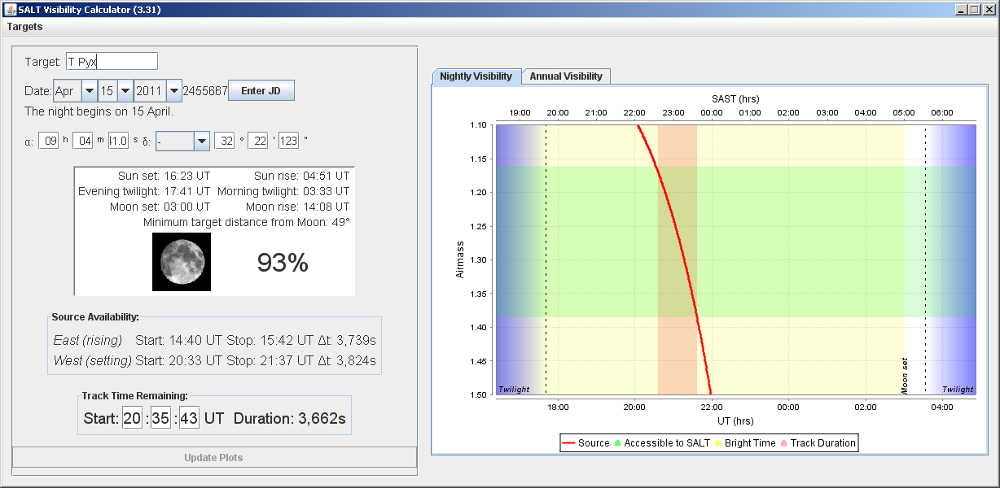 SALT Visibility Calculator (3.31)
Targets
Target: T Pyx
Date: Apr 15 2011 2455667 Enter JD
The night begins on 15 April.
α: 09 h 04 m 41.0 s δ: - 32 ° 22 ' 123 "
Sun set: 16:23 UT Sun rise: 04:51 UT
Evening twilight: 17:41 UT Morning twilight: 03:33 UT
Moon set: 03:00 UT Moon rise: 14:08 UT
Minimum target distance from Moon: 49°
93%
Source Availability:
East (rising) Start: 14:40 UT Stop: 15:42 UT Δt: 3,739s
West (setting) Start: 20:33 UT Stop: 21:37 UT Δt: 3,824s
Track Time Remaining:
Start: 20 : 35 : 43 UT Duration: 3,662s
Update Plots
Nightly Visibility Annual Visibility
SAST (hrs)
19:00 20:00 21:00 22:00 23:00 00:00 01:00 02:00 03:00 04:00 05:00 06:00
1.10
1.15
1.20
1.25
1.30
1.35
1.40
1.45
1.50
Airmass
Twilight
Moon set
Twilight
18:00 20:00 22:00 00:00 02:00 04:00
UT (hrs)
Source Accessible to SALT Bright Time Track Duration